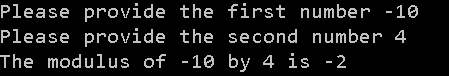 Please provide the first number -10
Please provide the second number 4
The modulus of -10 by 4 is -2